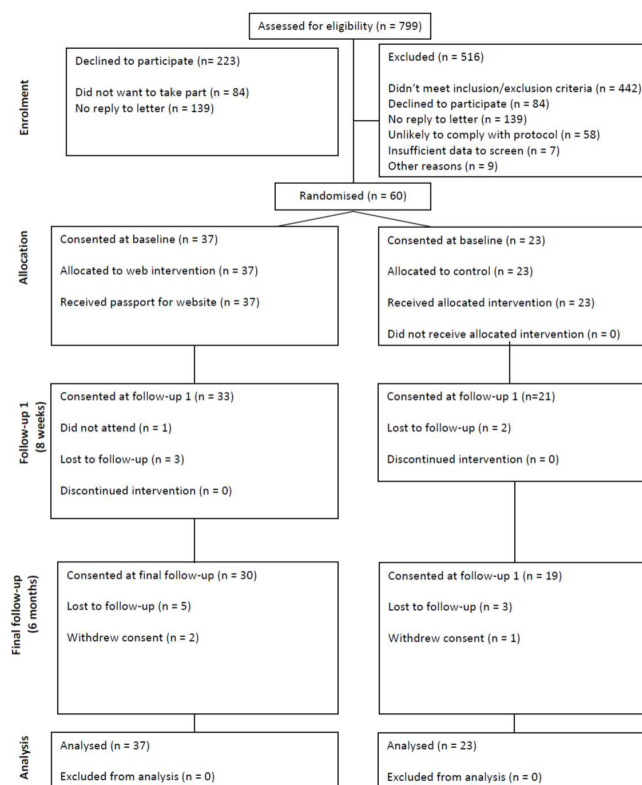 Assessed for eligibility (n = 799)
Enrolment
Declined to participate (n= 223)
Did not want to take part (n = 84)
No reply to letter (n = 139)
Excluded (n = 516)
Didn't meet inclusion/exclusion criteria (n = 442)
Declined to participate (n = 84)
No reply to letter (n = 139)
Unlikely to comply with protocol (n = 58)
Insufficient data to screen (n = 7)
Other reasons (n = 9)
Randomised (n = 60)
Allocation
Consented at baseline (n = 37)
Allocated to web intervention (n = 37)
Received passport for website (n = 37)
Consented at baseline (n = 23)
Allocated to control (n = 23)
Received allocated intervention (n = 23)
Did not receive allocated intervention (n = 0)
Follow-up 1
(8 weeks)
Consented at follow-up 1 (n = 33)
Did not attend (n = 1)
Lost to follow-up (n = 3)
Discontinued intervention (n = 0)
Consented at follow-up 1 (n=21)
Lost to follow-up (n = 2)
Discontinued intervention (n = 0)
Final follow-up
(6 months)
Consented at final follow-up (n = 30)
Lost to follow-up (n = 5)
Withdrew consent (n = 2)
Consented at follow-up 1 (n = 19)
Lost to follow-up (n = 3)
Withdrew consent (n = 1)
Analysis
Analysed (n = 37)
Excluded from analysis (n = 0)
Analysed (n = 23)
Excluded from analysis (n = 0)